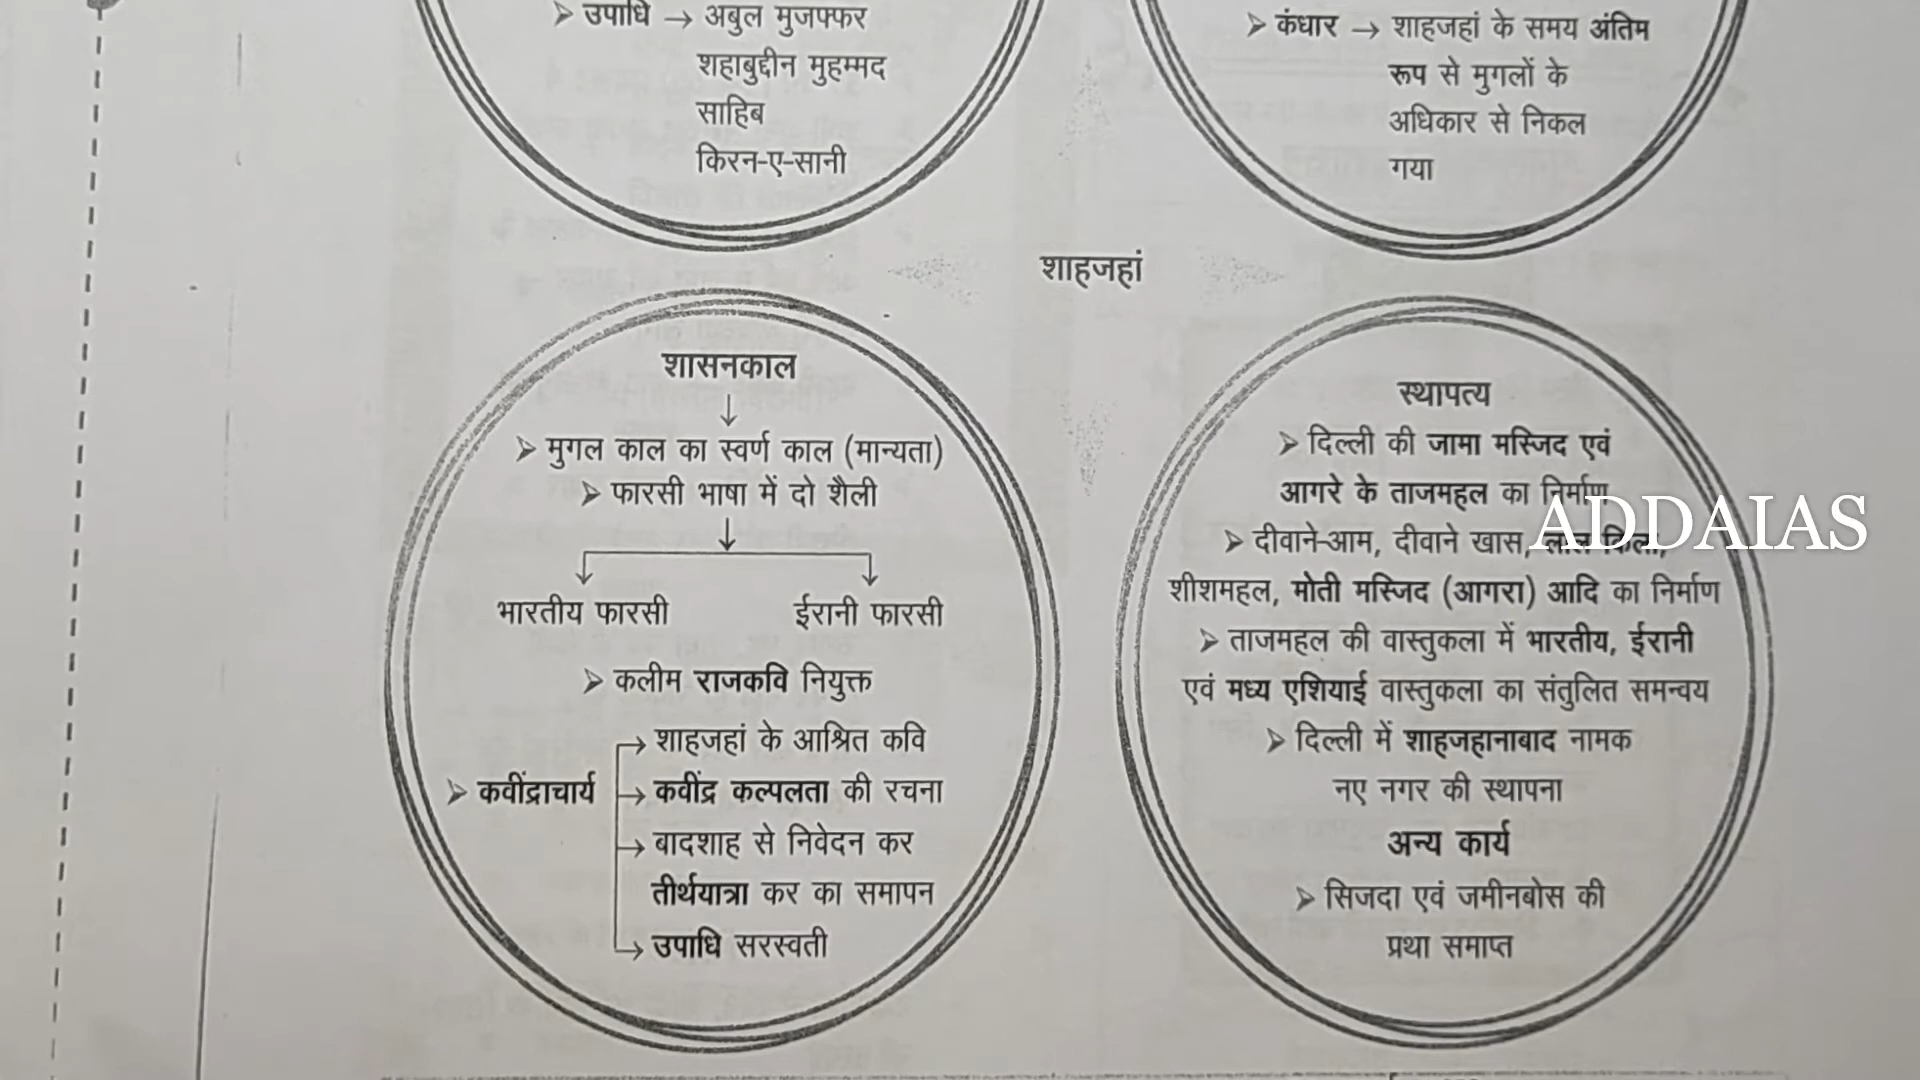 ➢ उपाधि → अबुल मुजफ्फर
शहाबुद्दीन मुहम्मद
साहिब
किरन-ए-सानी
➢ कंधार → शाहजहां के समय अंतिम
रूप से मुगलों के
अधिकार से निकल
गया
शाहजहां
शासनकाल
➢ मुगल काल का स्वर्ण काल (मान्यता)
➢ फारसी भाषा में दो शैली
भारतीय फारसी ईरानी फारसी
➢ कलीम राजकवि नियुक्त
→ शाहजहां के आश्रित कवि
➢ कवींद्राचार्य → कवींद्र कल्पलता की रचना
→ बादशाह से निवेदन कर
तीर्थयात्रा कर का समापन
→ उपाधि सरस्वती
स्थापत्य
➢ दिल्ली की जामा मस्जिद एवं
आगरे के ताजमहल का निर्माण
ADDAIAS
➢ दीवाने-आम, दीवाने खास, लाल किला,
शीशमहल, मोती मस्जिद (आगरा) आदि का निर्माण
➢ ताजमहल की वास्तुकला में भारतीय, ईरानी
एवं मध्य एशियाई वास्तुकला का संतुलित समन्वय
➢ दिल्ली में शाहजहानाबाद नामक
नए नगर की स्थापना
अन्य कार्य
➢ सिजदा एवं जमीनबोस की
प्रथा समाप्त